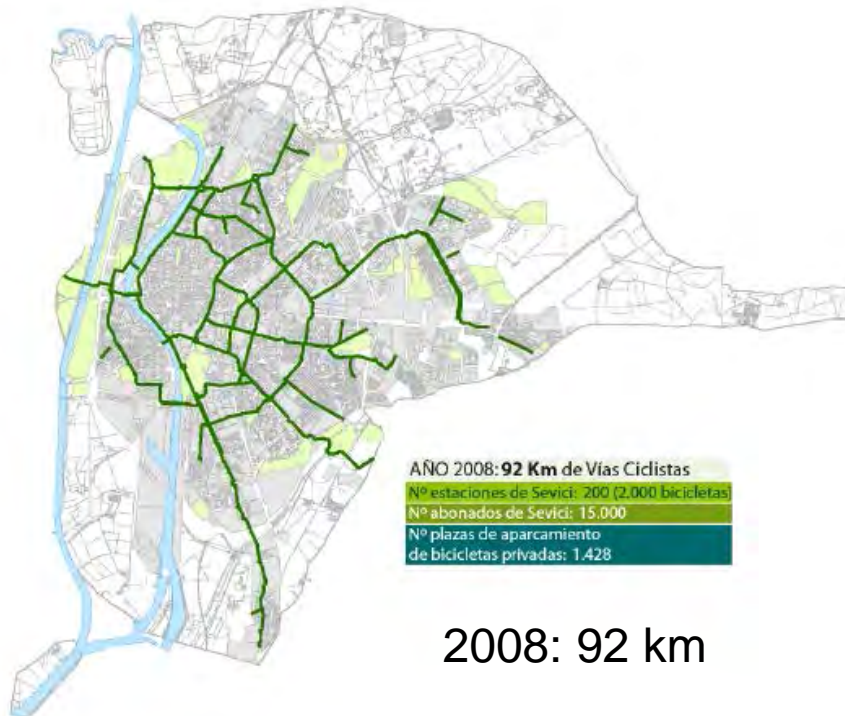 AÑO 2008: 92 Km de Vías Ciclistas
Nº estaciones de Sevici: 200 (2.000 bicicletas)
Nº abonados de Sevici: 15.000
Nº plazas de aparcamiento
de bicicletas privadas: 1.428
2008: 92 km